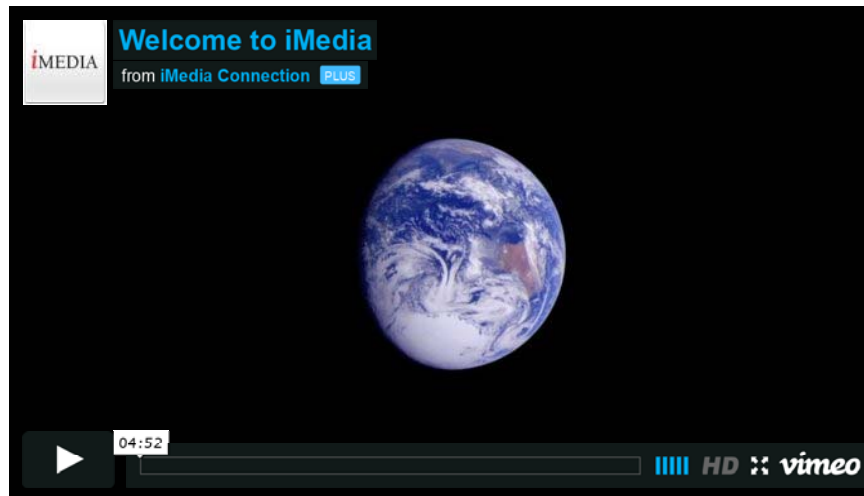 iMEDIA
Welcome to iMedia
from iMedia Connection PLUS
04:52
HD vimeo